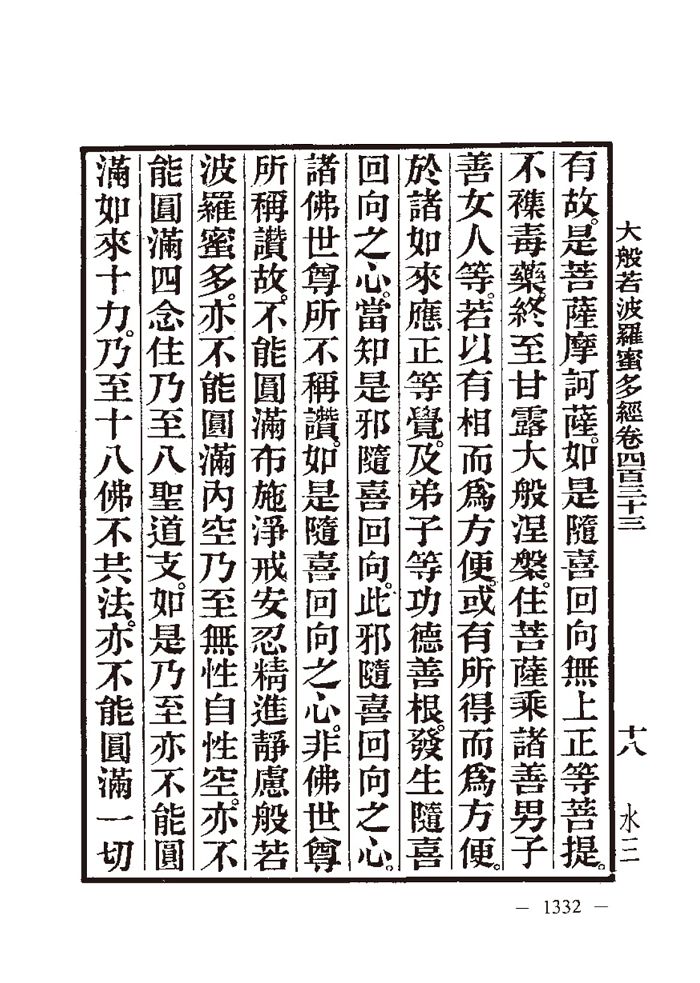 大般若波羅蜜多經卷四百三十三
十八
水三
有故。是菩薩摩訶薩。如是隨喜回向無上正等菩提。
不襍毒藥。終至甘露大般涅槃。住菩薩乘諸善男子
善女人等。若以有相而爲方便。或有所得而爲方便。
於諸如來應正等覺。及弟子等功德善根。發生隨喜
回向之心。當知是邪隨喜回向。此邪隨喜回向之心。
諸佛世尊所不稱讚。如是隨喜回向之心。非佛世尊
所稱讚故。不能圓滿布施淨戒安忍精進靜慮般若
波羅蜜多。亦不能圓滿內空乃至無性自性空。亦不
能圓滿四念住乃至八聖道支。如是乃至亦不能圓
滿如來十力。乃至十八佛不共法。亦不能圓滿一切
— 1332 —